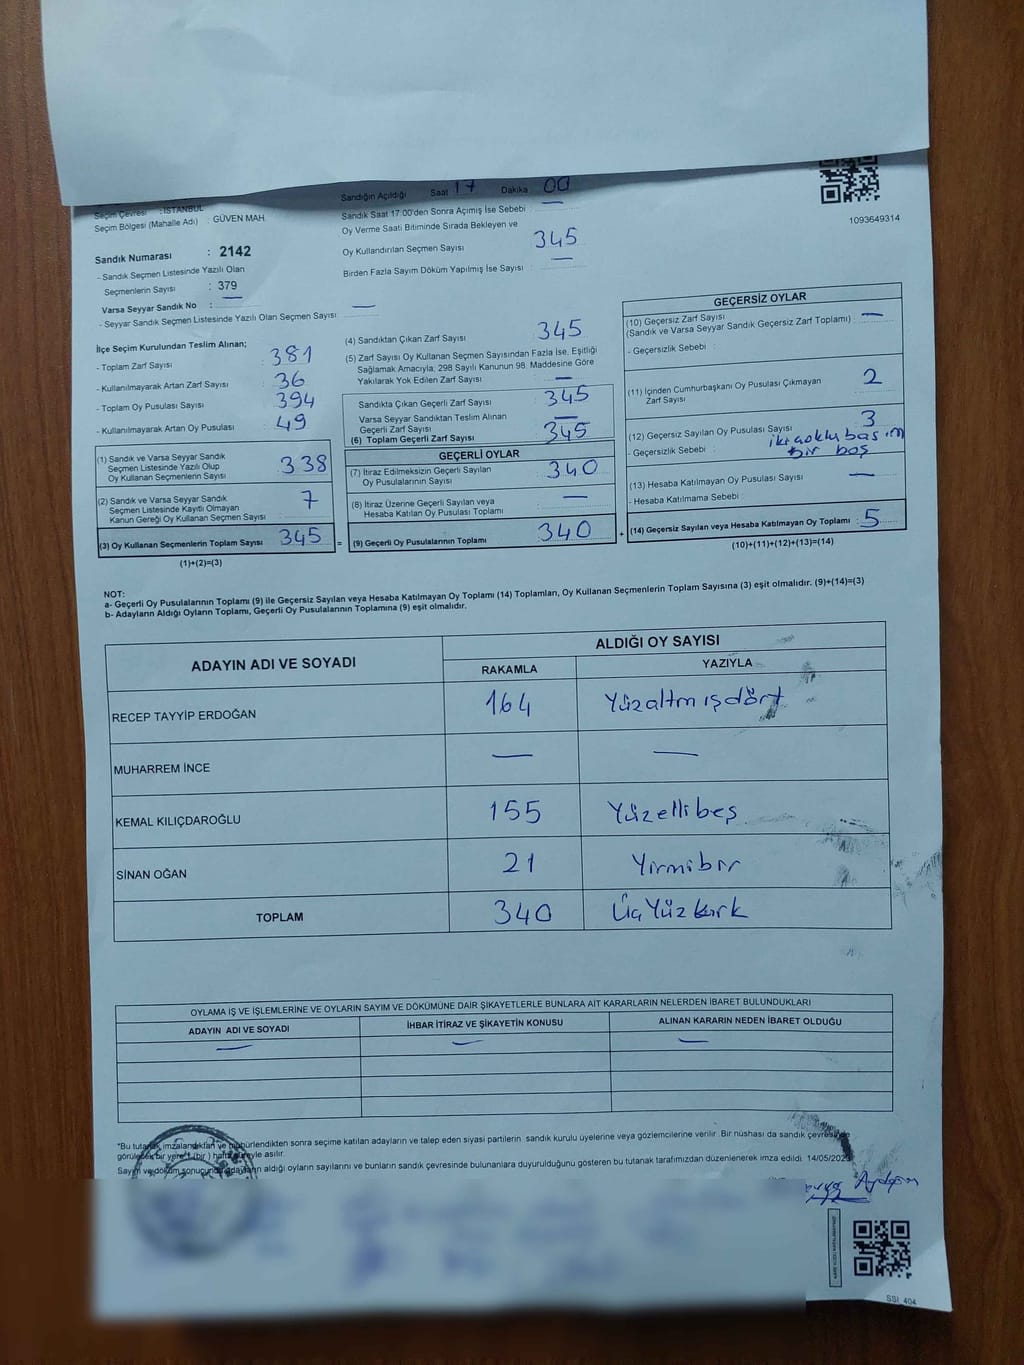 Seçim Çevresi : İSTANBUL
Seçim Bölgesi (Mahalle Adı) : GÜVEN MAH.
Sandık Numarası : 2142
- Sandık Seçmen Listesinde Yazılı Olan
Seçmenlerin Sayısı : 379
Varsa Seyyar Sandık No : —
- Seyyar Sandık Seçmen Listesinde Yazılı Olan Seçmen Sayısı —
Sandığın Açıldığı Saat 17 Dakika 00
Sandık Saat 17:00'den Sonra Açımış İse Sebebi —
Oy Verme Saati Bitiminde Sırada Bekleyen ve
Oy Kullandırılan Seçmen Sayısı 345
Birden Fazla Sayım Döküm Yapılmış İse Sayısı : —
1093649314
İlçe Seçim Kurulundan Teslim Alınan;
- Toplam Zarf Sayısı : 381
- Kullanılmayarak Artan Zarf Sayısı : 36
- Toplam Oy Pusulası Sayısı : 394
- Kullanılmayarak Artan Oy Pusulası : 49
(1) Sandık ve Varsa Seyyar Sandık
Seçmen Listesinde Yazılı Olup
Oy Kullanan Seçmenlerin Sayısı : 338
(2) Sandık ve Varsa Seyyar Sandık
Seçmen Listesinde Kayıtlı Olmayan
Kanun Gereği Oy Kullanan Seçmen Sayısı : 7
(3) Oy Kullanan Seçmenlerin Toplam Sayısı : 345
(1)+(2)=(3)
=
(4) Sandıktan Çıkan Zarf Sayısı : 345
(5) Zarf Sayısı Oy Kullanan Seçmen Sayısından Fazla İse, Eşitliği
Sağlamak Amacıyla, 298 Sayılı Kanunun 98. Maddesine Göre
Yakılarak Yok Edilen Zarf Sayısı : —
Sandıkta Çıkan Geçerli Zarf Sayısı : 345
Varsa Seyyar Sandıktan Teslim Alınan
Geçerli Zarf Sayısı : —
(6) Toplam Geçerli Zarf Sayısı : 345
GEÇERLİ OYLAR
(7) İtiraz Edilmeksizin Geçerli Sayılan
Oy Pusulalarının Sayısı : 340
(8) İtiraz Üzerine Geçerli Sayılan veya
Hesaba Katılan Oy Pusulası Toplamı : —
(9) Geçerli Oy Pusulalarının Toplamı : 340
+
GEÇERSİZ OYLAR
(10) Geçersiz Zarf Sayısı
(Sandık ve Varsa Seyyar Sandık Geçersiz Zarf Toplamı) : —
- Geçersizlik Sebebi :
(11) İçinden Cumhurbaşkanı Oy Pusulası Çıkmayan
Zarf Sayısı : 2
(12) Geçersiz Sayılan Oy Pusulası Sayısı : 3
- Geçersizlik Sebebi :
bir boş
(13) Hesaba Katılmayan Oy Pusulası Sayısı : —
- Hesaba Katılmama Sebebi :
(14) Geçersiz Sayılan veya Hesaba Katılmayan Oy Toplamı : 5
(10)+(11)+(12)+(13)=(14)
NOT:
a- Geçerli Oy Pusulalarının Toplamı (9) ile Geçersiz Sayılan veya Hesaba Katılmayan Oy Toplamı (14) Toplamları, Oy Kullanan Seçmenlerin Toplam Sayısına (3) eşit olmalıdır. (9)+(14)=(3)
b- Adayların Aldığı Oyların Toplamı, Geçerli Oy Pusulalarının Toplamına (9) eşit olmalıdır.
ADAYIN ADI VE SOYADI
ALDIĞI OY SAYISI
RAKAMLA YAZIYLA
RECEP TAYYİP ERDOĞAN 164 Yüzaltmışdört
MUHARREM İNCE — —
KEMAL KILIÇDAROĞLU 155 Yüzellibeş
SİNAN OĞAN 21 Yirmibir
TOPLAM 340 ÜçYüz kırk
OYLAMA İŞ VE İŞLEMLERİNE VE OYLARIN SAYIM VE DÖKÜMÜNE DAİR ŞİKAYETLERLE BUNLARA AİT KARARLARIN NELERDEN İBARET BULUNDUKLARI
ADAYIN ADI VE SOYADI İHBAR İTİRAZ VE ŞİKAYETİN KONUSU ALINAN KARARIN NEDEN İBARET OLDUĞU
— — —
*Bu tutanak imzalandıktan ve mühürlendikten sonra seçime katılan adayların ve talep eden siyasi partilerin sandık kurulu üyelerine veya gözlemcilerine verilir. Bir nüshası da sandık çevresinde
görülecek bir yere 1 (bir) hafta süreyle asılır.
Sayım ve döküm sonucunda adayların aldığı oyların sayılarını ve bunların sandık çevresinde bulunanlara duyurulduğunu gösteren bu tutanak tarafımızdan düzenlenerek imza edildi. 14/05/2023
SSİ 404